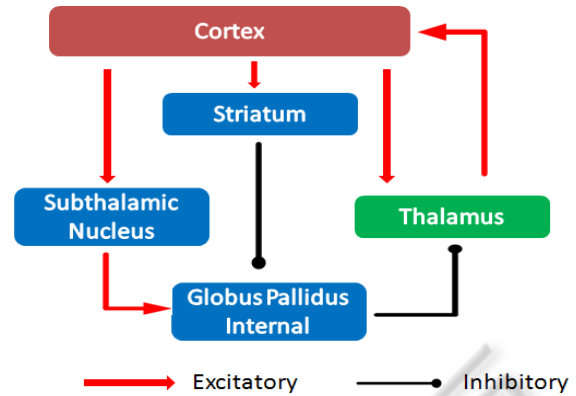 Cortex
Striatum
Subthalamic
Nucleus
Thalamus
Globus Pallidus
Internal
Excitatory
Inhibitory